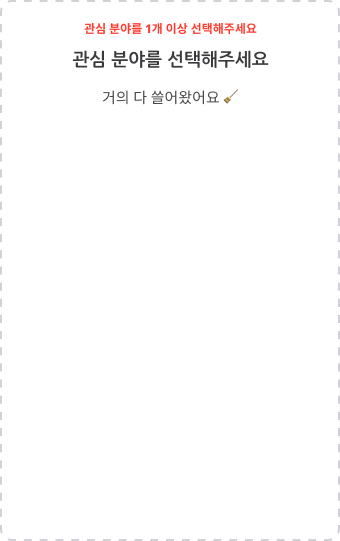 관심 분야를 1개 이상 선택해주세요
관심 분야를 선택해주세요
거의 다 쓸어왔어요 🧹